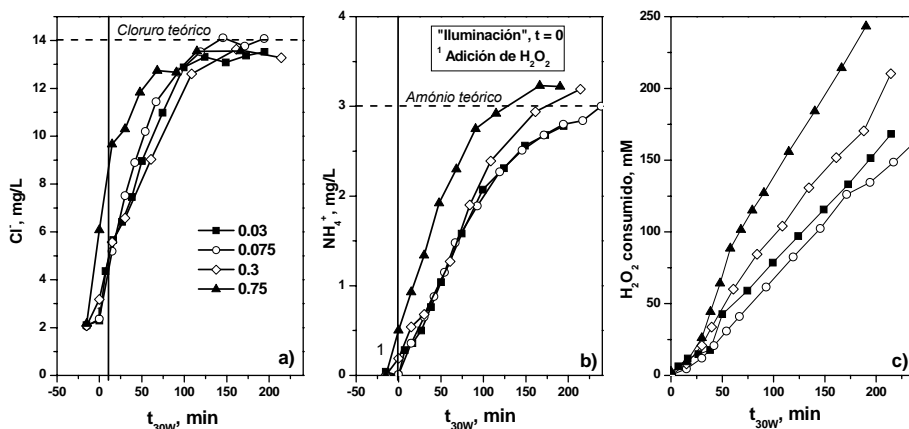 Cloruro teórico
Cl⁻, mg/L
16
14
12
10
8
6
4
2
0
0.03
0.075
0.3
0.75
a)
-50 0 50 100 150 200
t30W, min
"Iluminación", t = 0
¹ Adición de H₂O₂
Amónio teórico
NH₄⁺, mg/L
4
3
2
1
0
1
b)
-50 0 50 100 150 200
t30W, min
H₂O₂ consumido, mM
250
200
150
100
50
0
c)
0 50 100 150 200
t30W, min